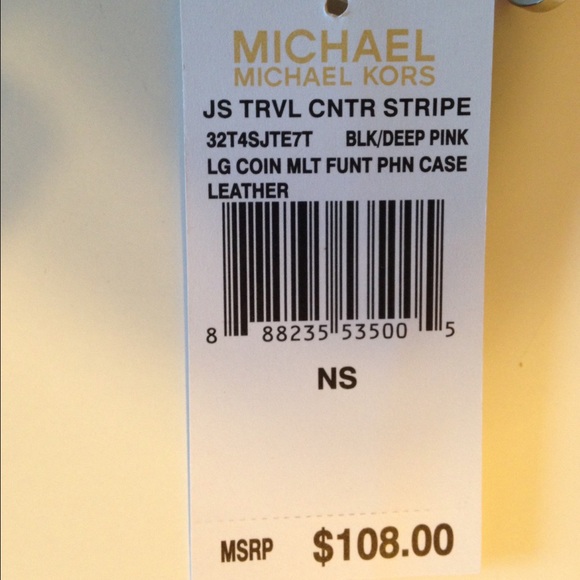 MICHAEL
MICHAEL KORS
JS TRVL CNTR STRIPE
32T4SJTE7T BLK/DEEP PINK
LG COIN MLT FUNT PHN CASE
LEATHER
8 88235 53500 5
NS
MSRP $108.00